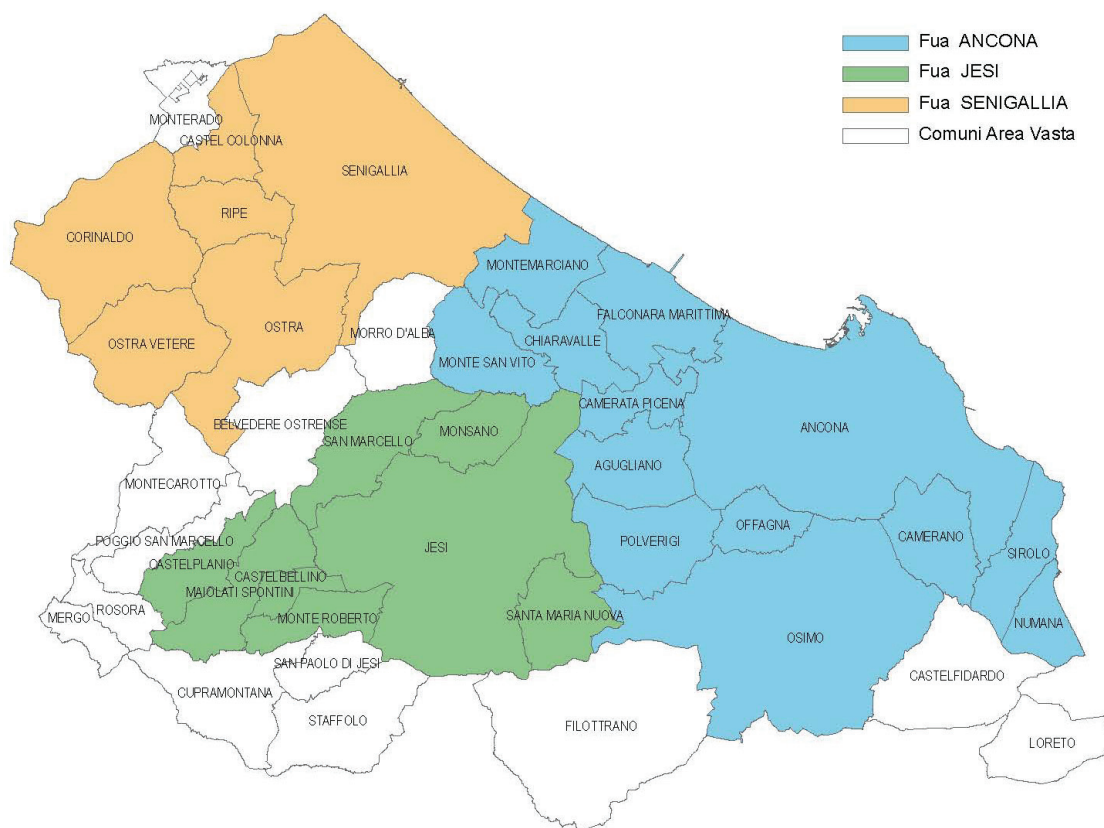 Fua ANCONA
Fua JESI
Fua SENIGALLIA
Comuni Area Vasta
MONTERADO
CASTEL COLONNA
SENIGALLIA
RIPE
CORINALDO
MONTEMARCIANO
FALCONARA MARITTIMA
OSTRA
MORRO D'ALBA
CHIARAVALLE
OSTRA VETERE
MONTE SAN VITO
CAMERATA PICENA
BELVEDERE OSTRENSE
ANCONA
SAN MARCELLO
MONSANO
AGUGLIANO
MONTECAROTTO
OFFAGNA
POGGIO SAN MARCELLO
JESI
POLVERIGI
CAMERANO
SIROLO
CASTELPLANIO
CASTELBELLINO
MAIOLATI SPONTINI
ROSORA
MERGO
MONTE ROBERTO
SANTA MARIA NUOVA
NUMANA
OSIMO
SAN PAOLO DI JESI
CASTELFIDARDO
CUPRAMONTANA
STAFFOLO
FILOTTRANO
LORETO